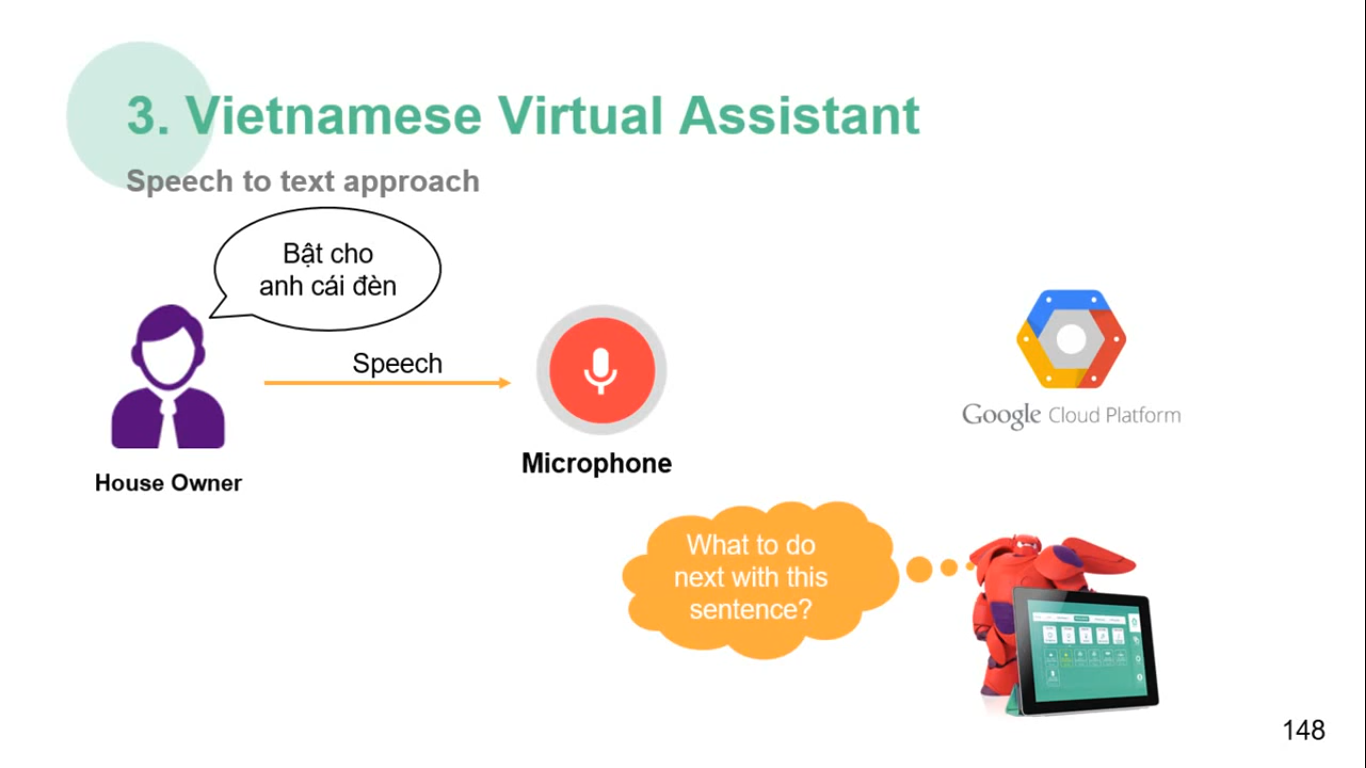 3. Vietnamese Virtual Assistant
Speech to text approach
Bật cho
anh cái đèn
Speech
House Owner
Microphone
Google Cloud Platform
What to do
next with this
sentence?
148